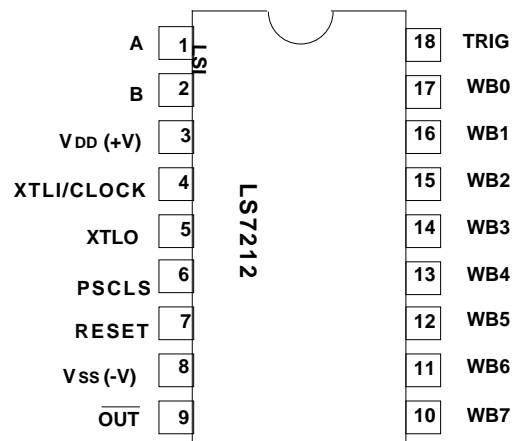 A 1 LSI 18 TRIG
B 2 17 WB0
VDD (+V) 3 16 WB1
XTLI/CLOCK 4 15 WB2
XTLO 5 14 WB3
PSCLS 6 13 WB4
RESET 7 12 WB5
VSS (-V) 8 11 WB6
O̅U̅T̅ 9 10 WB7
LS7212